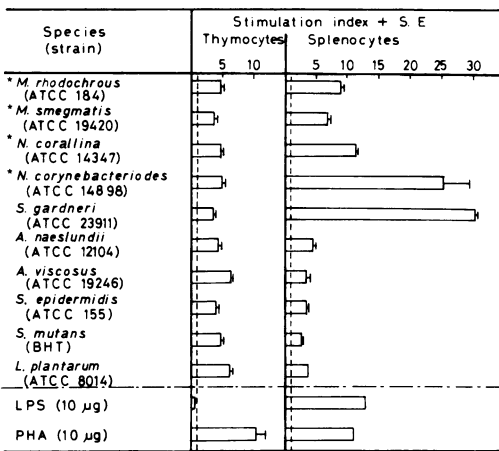 Species
(strain)
Stimulation index + S.E
Thymocytes
Splenocytes
5 10
5 10 15 20 25 30
* M. rhodochrous
(ATCC 184)
* M. smegmatis
(ATCC 19420)
* N. corallina
(ATCC 14347)
* N. corynebacteriodes
(ATCC 14898)
S. gardneri
(ATCC 23911)
A. naeslundii
(ATCC 12104)
A. viscosus
(ATCC 19246)
S. epidermidis
(ATCC 155)
S. mutans
(BHT)
L. plantarum
(ATCC 8014)
LPS (10 µg)
PHA (10 µg)